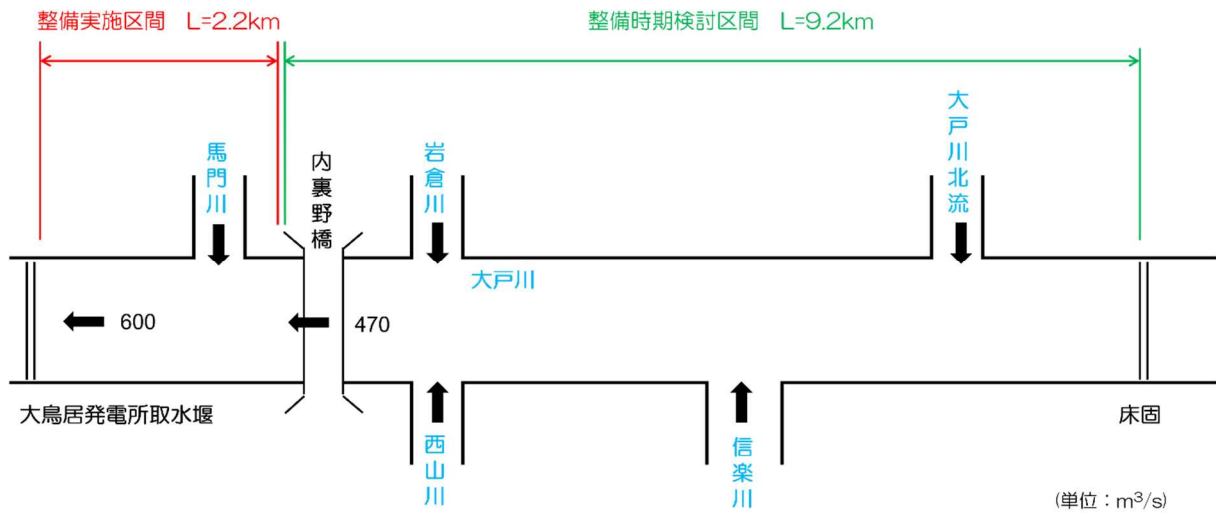 整備実施区間　L=2.2km
整備時期検討区間　L=9.2km
馬門川
内裏野橋
岩倉川
大戸川北流
大戸川
600
470
大鳥居発電所取水堰
西山川
信楽川
床固
(単位：m³/s)